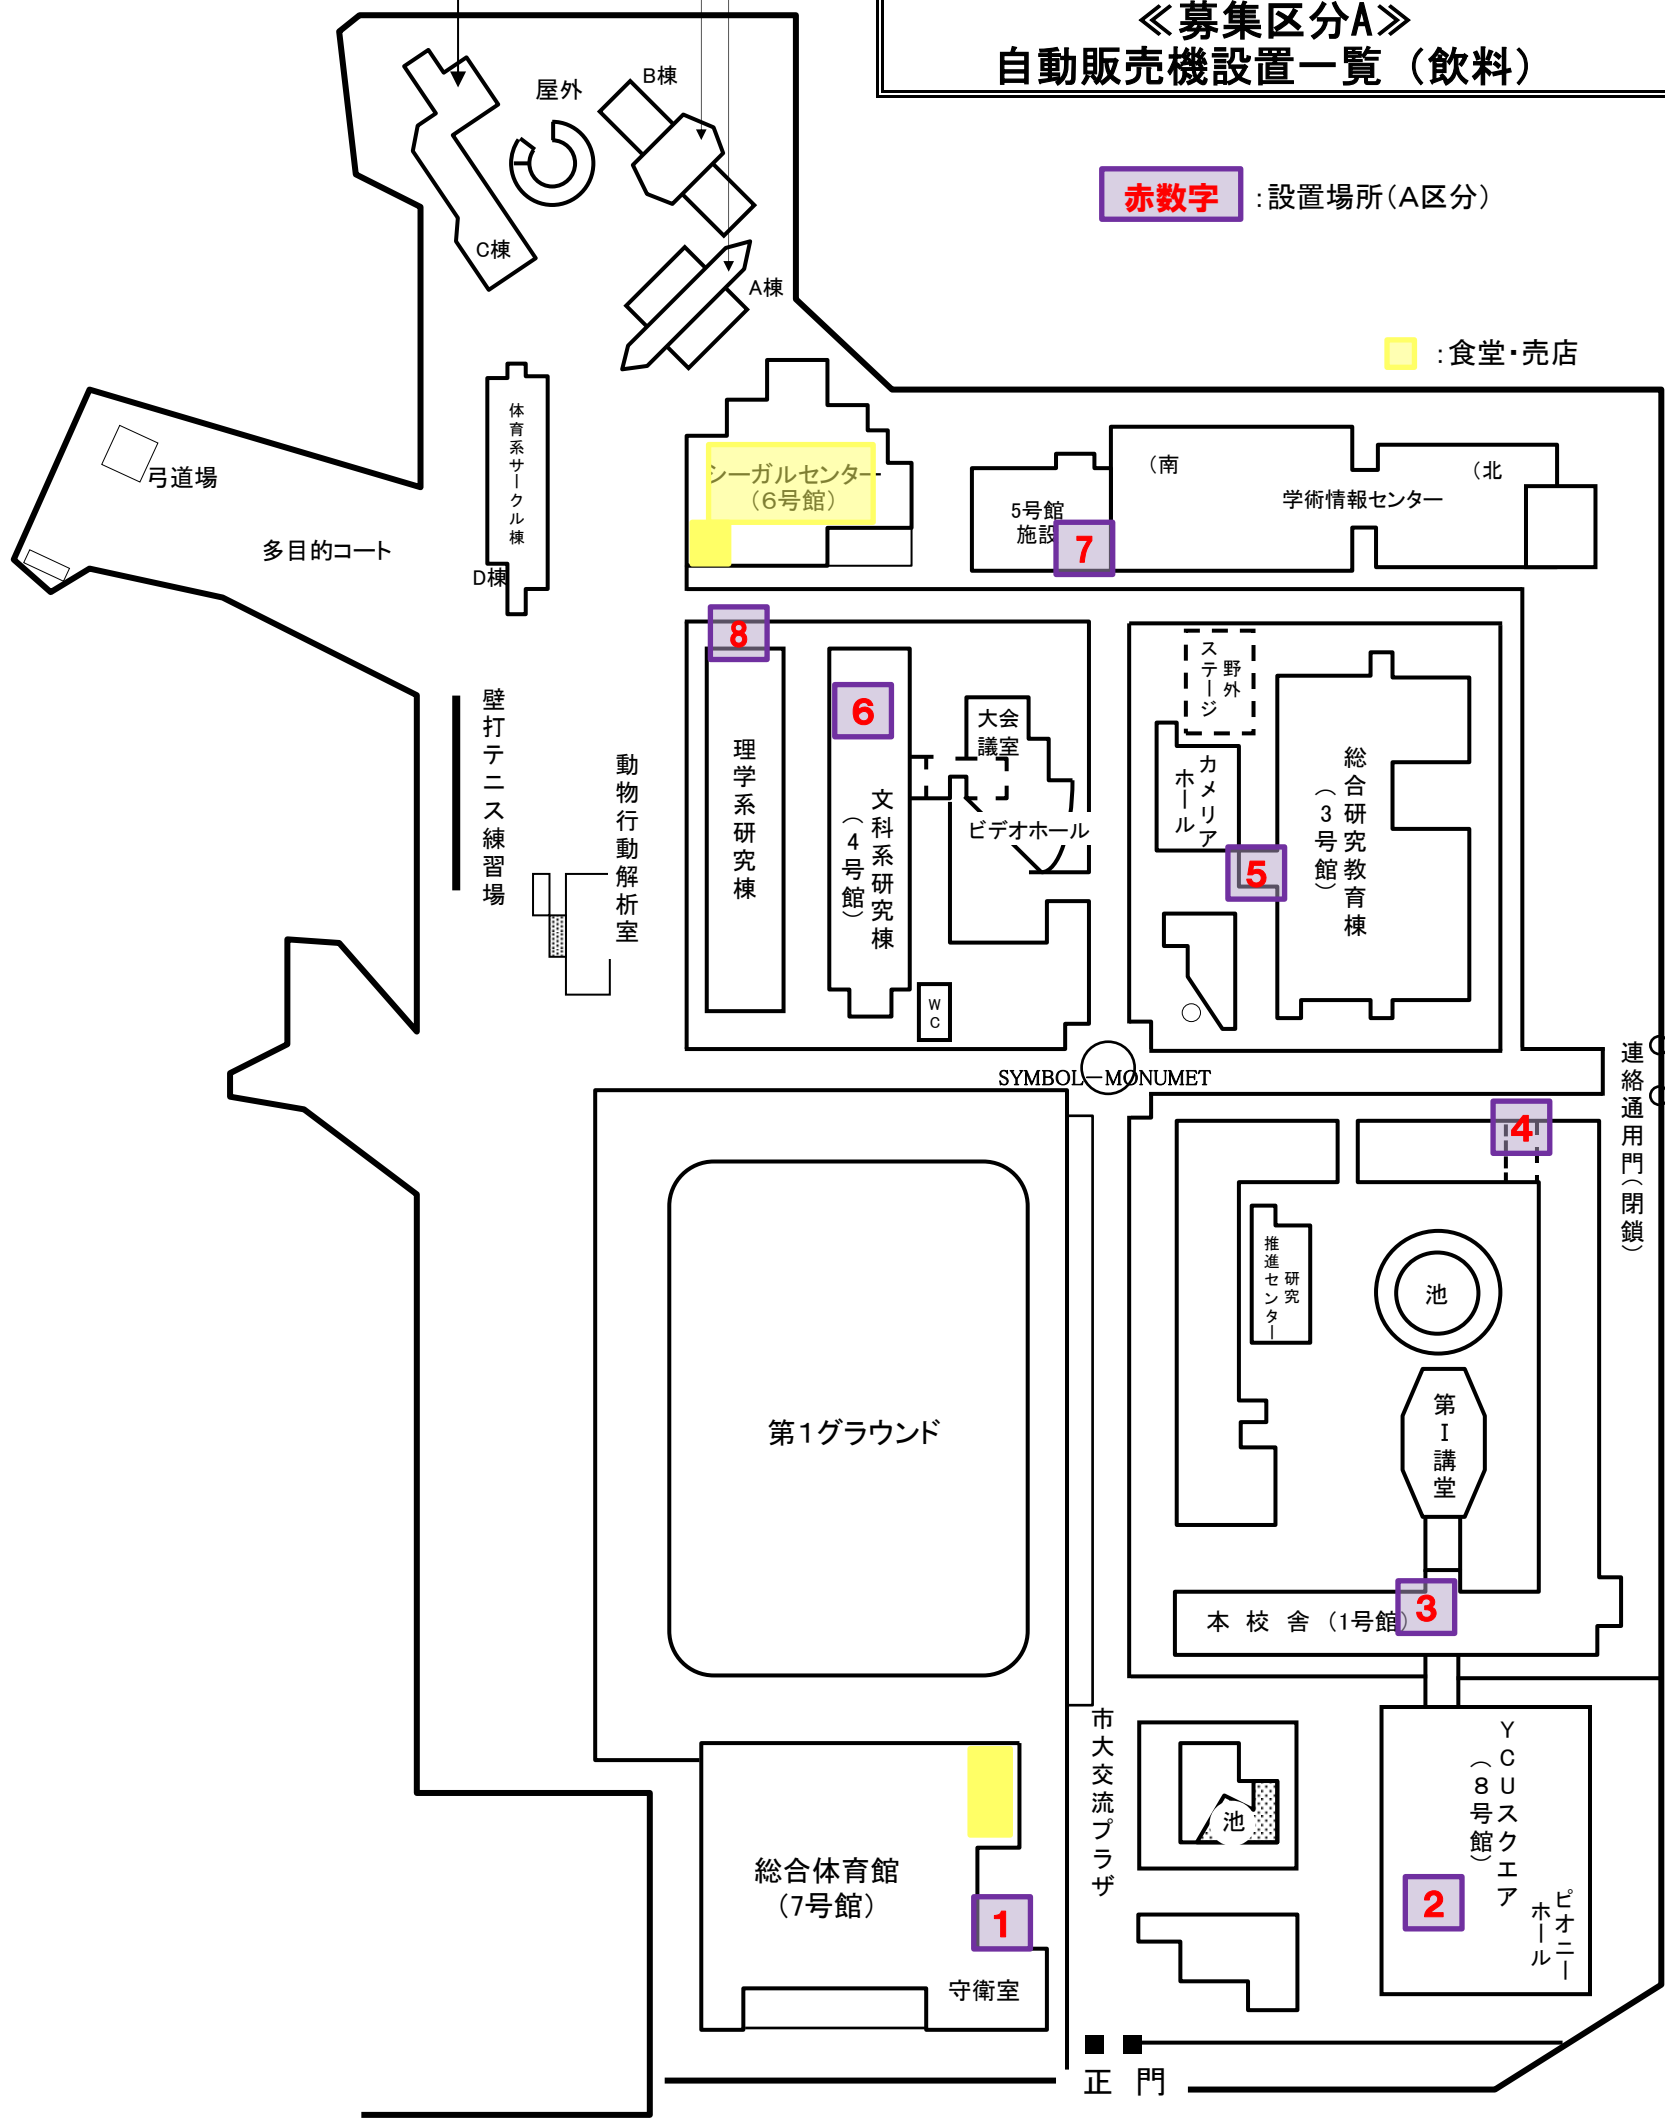 ≪募集区分A≫
自動販売機設置一覧（飲料）
赤数字
：設置場所(A区分)
：食堂・売店
屋外
B棟
C棟
A棟
弓道場
多目的コート
体育系サークル棟
D棟
シーガルセンター
（６号館）
5号館
施設
7
（南
（北
学術情報センター
8
6
理学系研究棟
文科系研究棟
（4号館）
大会
議室
ビデオホール
WC
野外
ステージ
カメリア
ホール
総合研究教育棟
（3号館）
5
壁打テニス練習場
動物行動解析室
SYMBOL－MONUMET
連絡通用門（閉鎖）
4
研究
推進センター
池
第Ⅰ講堂
第１グラウンド
本 校 舎（1号館）
3
市大交流プラザ
池
YCUスクエア
（8号館）
ピオニー
ホール
2
総合体育館
（7号館）
1
守衛室
正 門